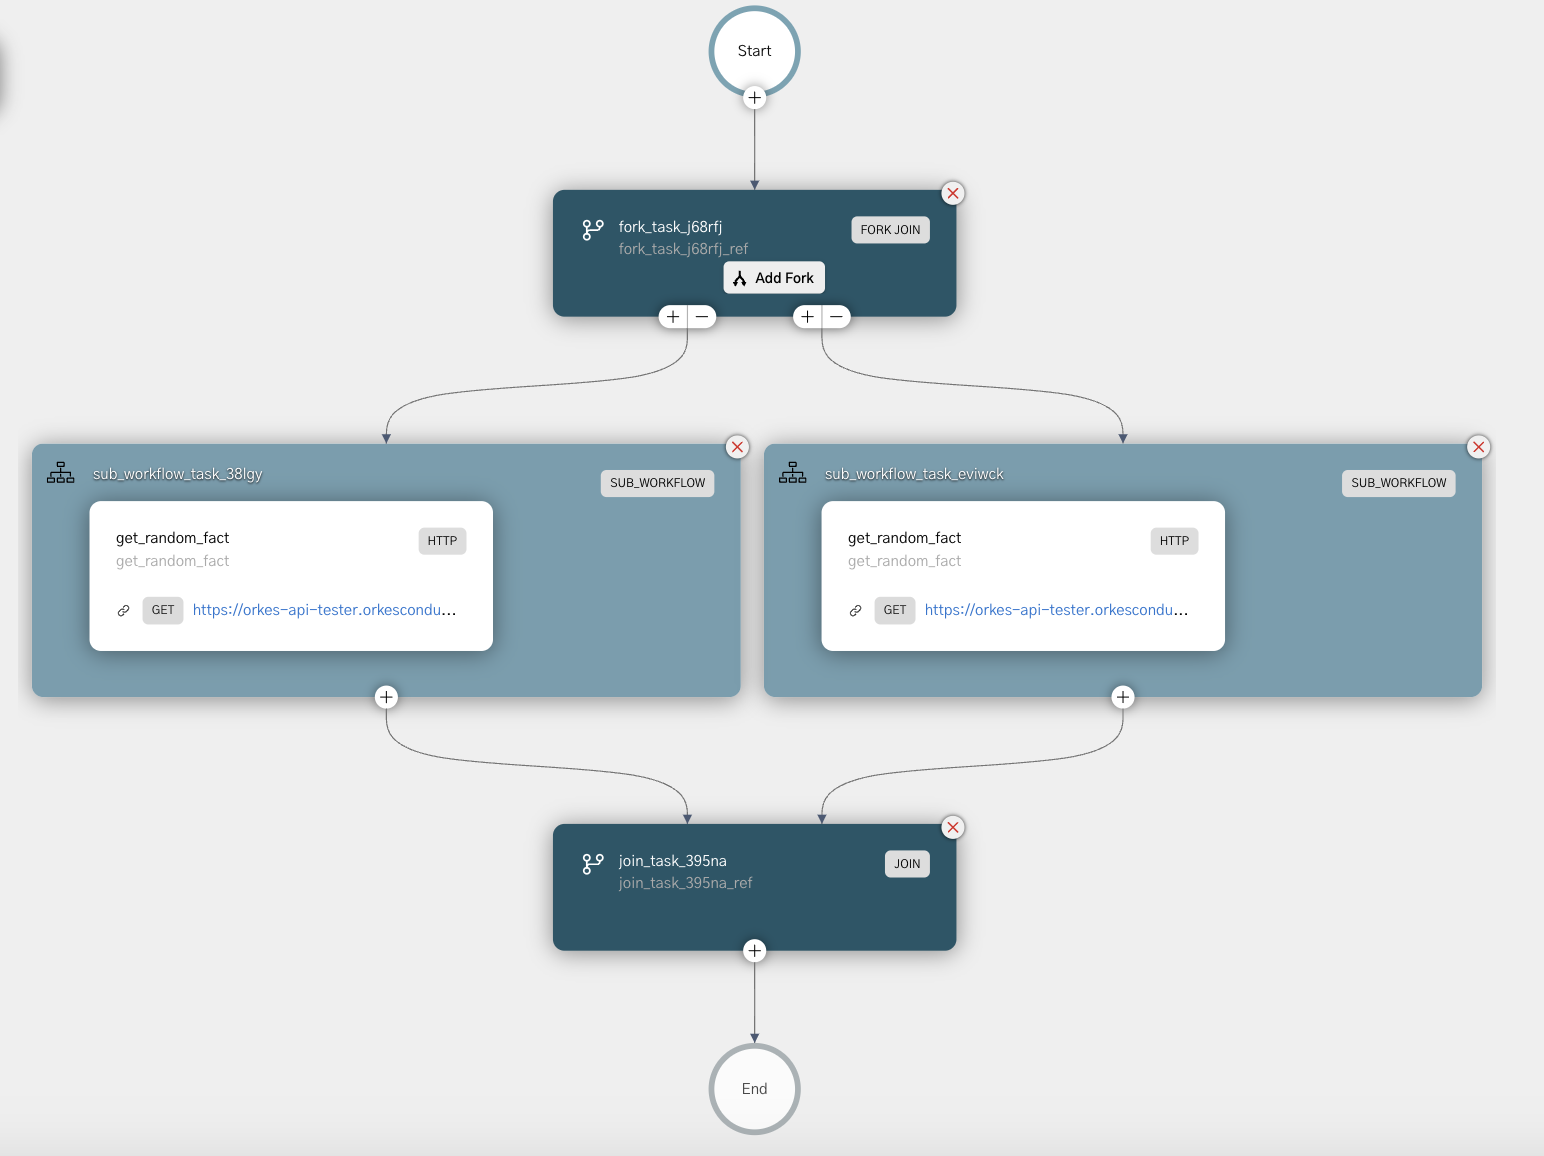 Start
fork_task_j68rfj
FORK JOIN
fork_task_j68rfj_ref
Add Fork
sub_workflow_task_38lgy
SUB_WORKFLOW
get_random_fact
HTTP
get_random_fact
GET https://orkes-api-tester.orkescondu...
sub_workflow_task_eviwck
SUB_WORKFLOW
get_random_fact
HTTP
get_random_fact
GET https://orkes-api-tester.orkescondu...
join_task_395na
JOIN
join_task_395na_ref
End